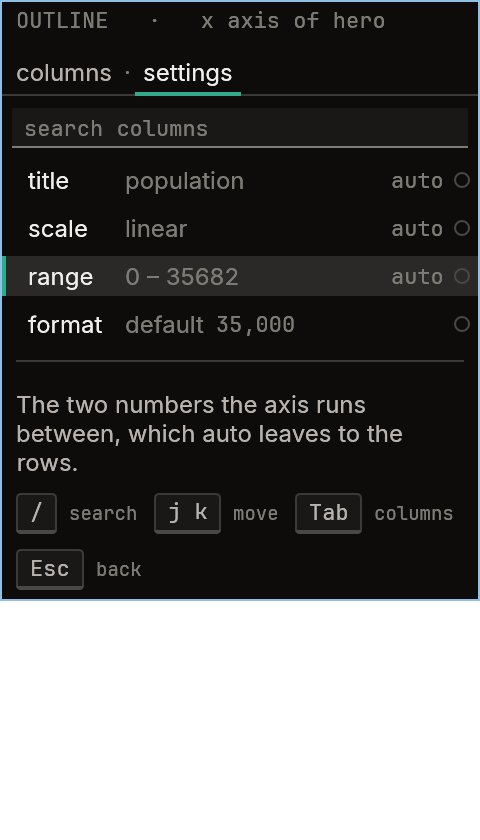 OUTLINE · x axis of hero
columns · settings
search columns
title population auto
scale linear auto
range 0 – 35682 auto
format default 35,000
The two numbers the axis runs
between, which auto leaves to the
rows.
/ search j k move Tab columns
Esc back